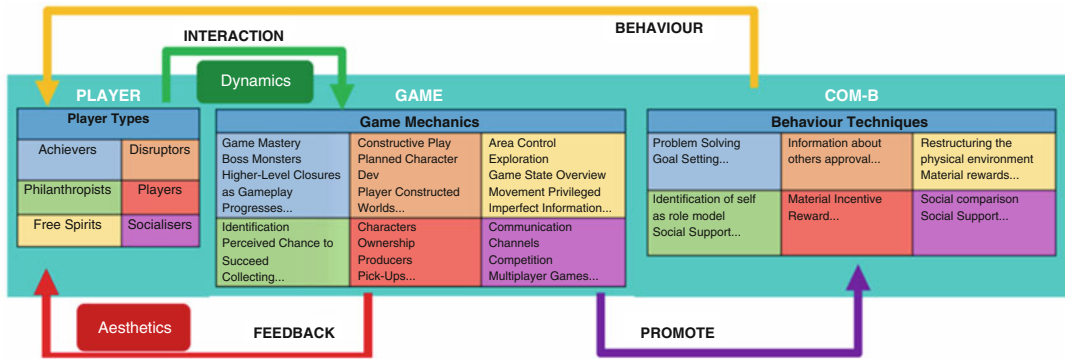 INTERACTION
BEHAVIOUR
Dynamics
PLAYER
GAME
COM-B
Player Types
Achievers
Disruptors
Philanthropists
Players
Free Spirits
Socialisers
Game Mechanics
Game Mastery
Boss Monsters
Higher-Level Closures
as Gameplay
Progresses...
Constructive Play
Planned Character
Dev
Player Constructed
Worlds...
Area Control
Exploration
Game State Overview
Movement Privileged
Imperfect Information...
Identification
Perceived Chance to
Succeed
Collecting...
Characters
Ownership
Producers
Pick-Ups...
Communication
Channels
Competition
Multiplayer Games...
Behaviour Techniques
Problem Solving
Goal Setting...
Information about
others approval...
Restructuring the
physical environment
Material rewards...
Identification of self
as role model
Social Support...
Material Incentive
Reward...
Social comparison
Social Support...
Aesthetics
FEEDBACK
PROMOTE